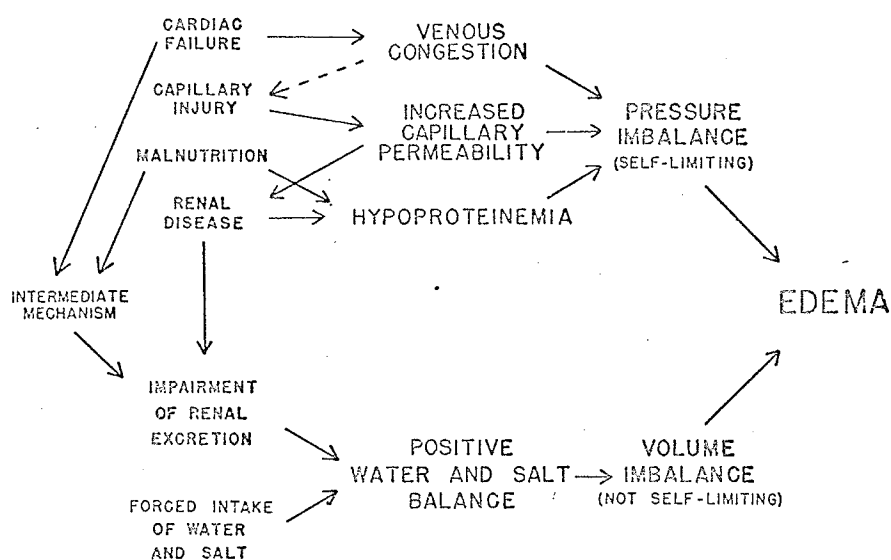 CARDIAC
FAILURE
VENOUS
CONGESTION
CAPILLARY
INJURY
INCREASED
CAPILLARY
PERMEABILITY
PRESSURE
IMBALANCE
(SELF-LIMITING)
MALNUTRITION
RENAL
DISEASE
HYPOPROTEINEMIA
INTERMEDIATE
MECHANISM
EDEMA
IMPAIRMENT
OF RENAL
EXCRETION
POSITIVE
WATER AND SALT
BALANCE
VOLUME
IMBALANCE
(NOT SELF-LIMITING)
FORCED INTAKE
OF WATER
AND SALT